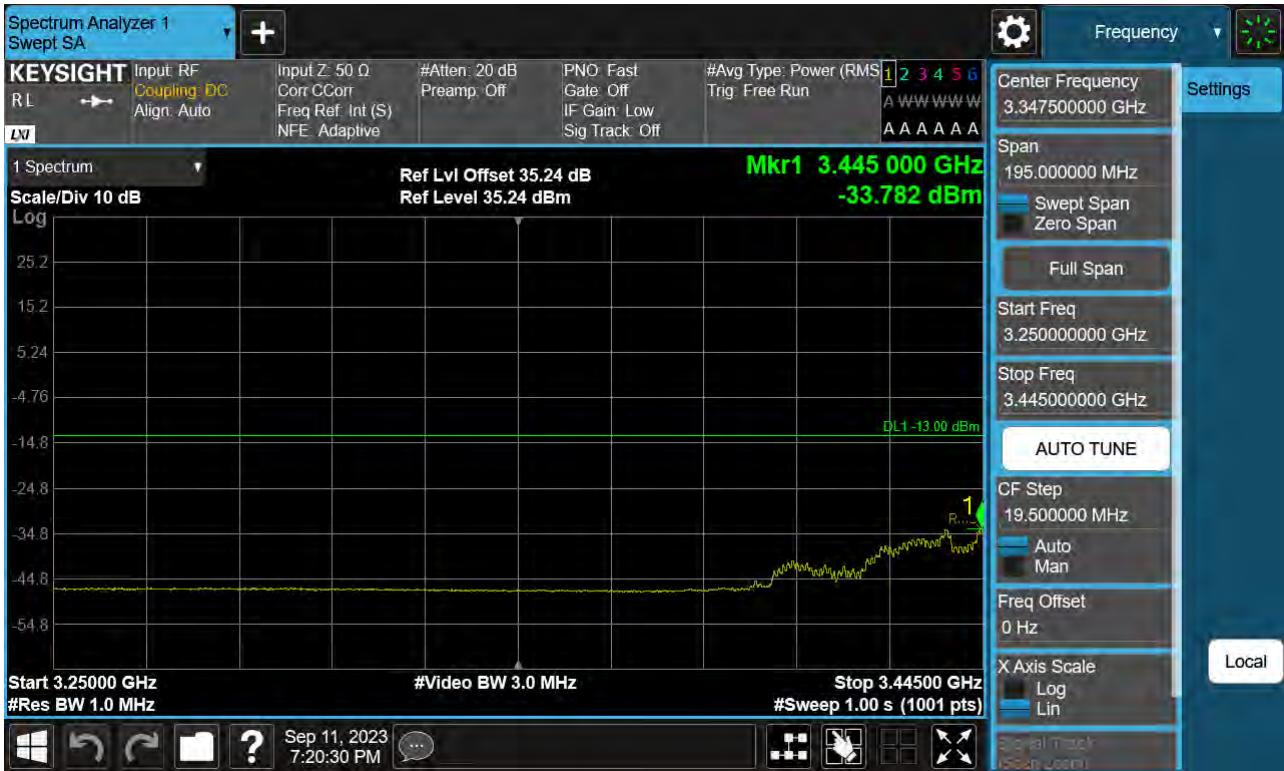 Spectrum Analyzer 1
Swept SA
Frequency
KEYSIGHT
RL
LXI
Input: RF
Coupling: DC
Align: Auto
Input Z: 50 Ω
Corr CCorr
Freq Ref: Int (S)
NFE: Adaptive
#Atten: 20 dB
Preamp: Off
PNO: Fast
Gate: Off
IF Gain: Low
Sig Track: Off
#Avg Type: Power (RMS
Trig: Free Run
1 2 3 4 5 6
A W W W W W
A A A A A A
1 Spectrum
Scale/Div 10 dB
Log
Ref Lvl Offset 35.24 dB
Ref Level 35.24 dBm
Mkr1 3.445 000 GHz
-33.782 dBm
25.2
15.2
5.24
-4.76
-14.8
-24.8
-34.8
-44.8
-54.8
DL1 -13.00 dBm
1
R...
Start 3.25000 GHz
#Res BW 1.0 MHz
#Video BW 3.0 MHz
Stop 3.44500 GHz
#Sweep 1.00 s (1001 pts)
Center Frequency
3.347500000 GHz
Span
195.000000 MHz
Swept Span
Zero Span
Full Span
Start Freq
3.250000000 GHz
Stop Freq
3.445000000 GHz
AUTO TUNE
CF Step
19.500000 MHz
Auto
Man
Freq Offset
0 Hz
X Axis Scale
Log
Lin
Signal Track
(Span Zoom)
Settings
Local
Sep 11, 2023
7:20:30 PM